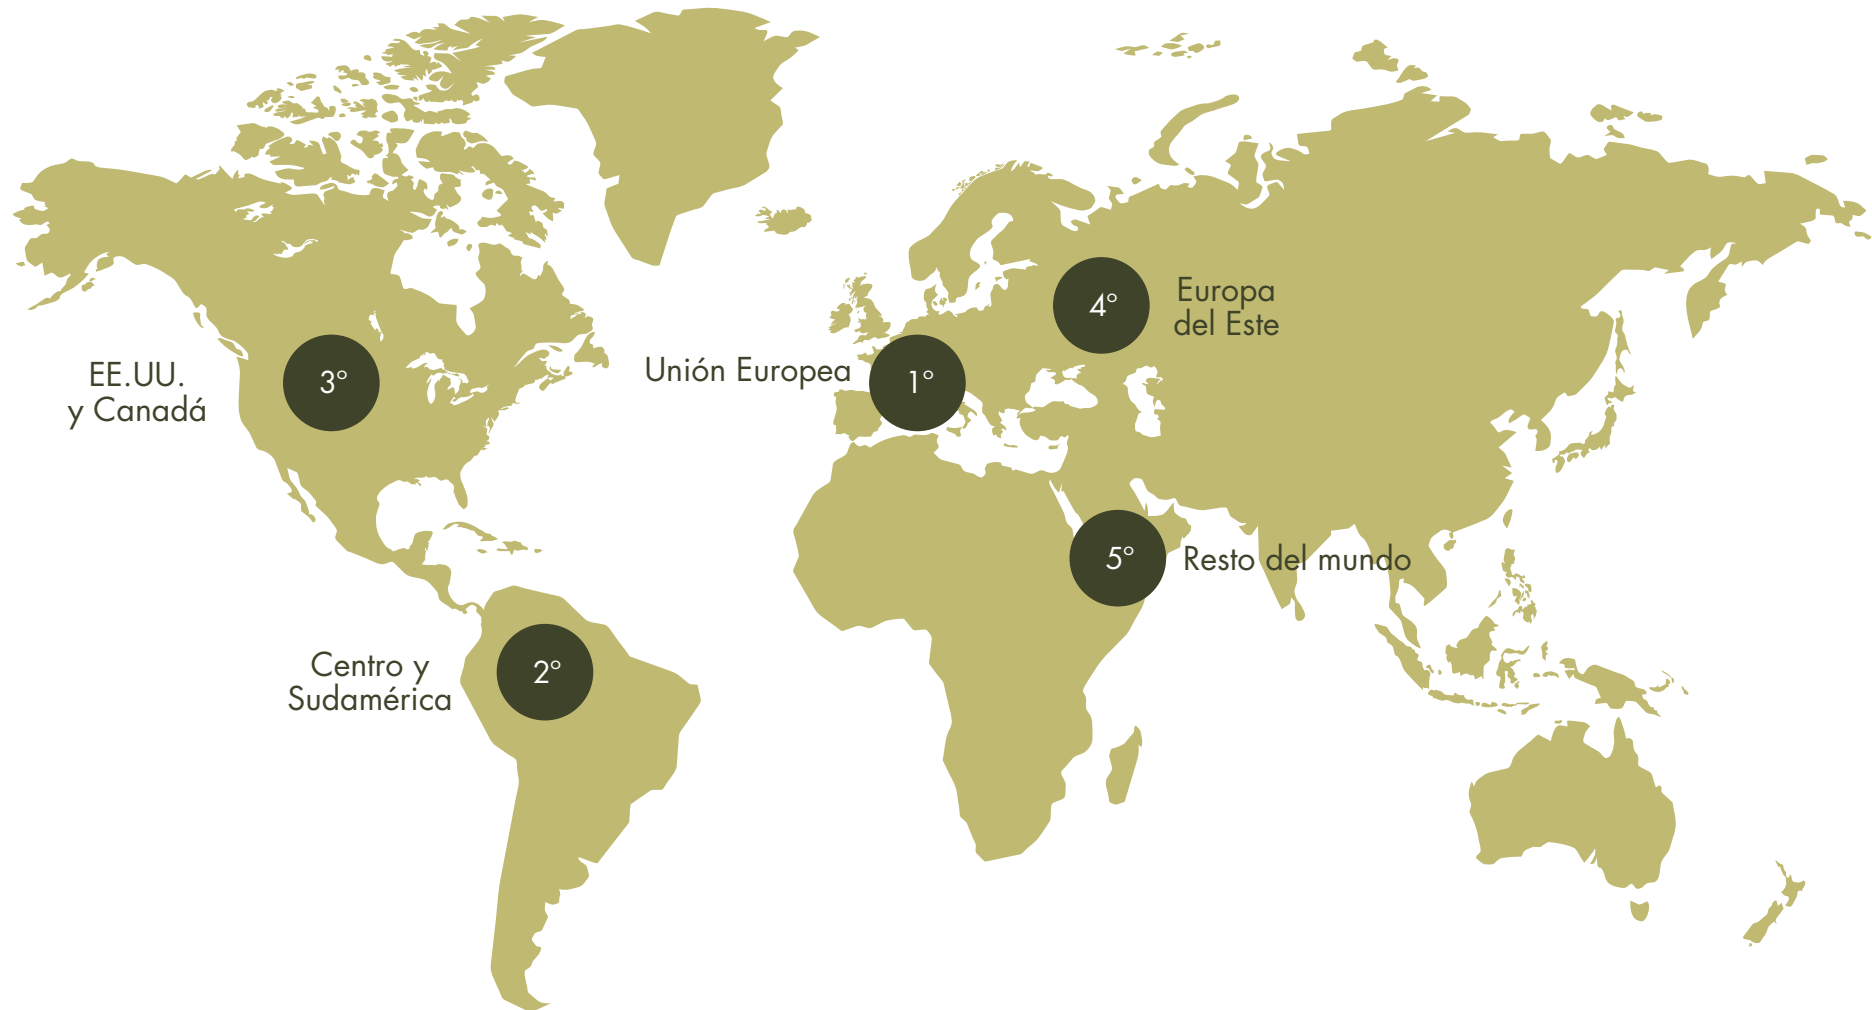 4º
Europa
del Este
EE.UU.
y Canadá
3º
Unión Europea
1º
5º
Resto del mundo
Centro y
Sudamérica
2º